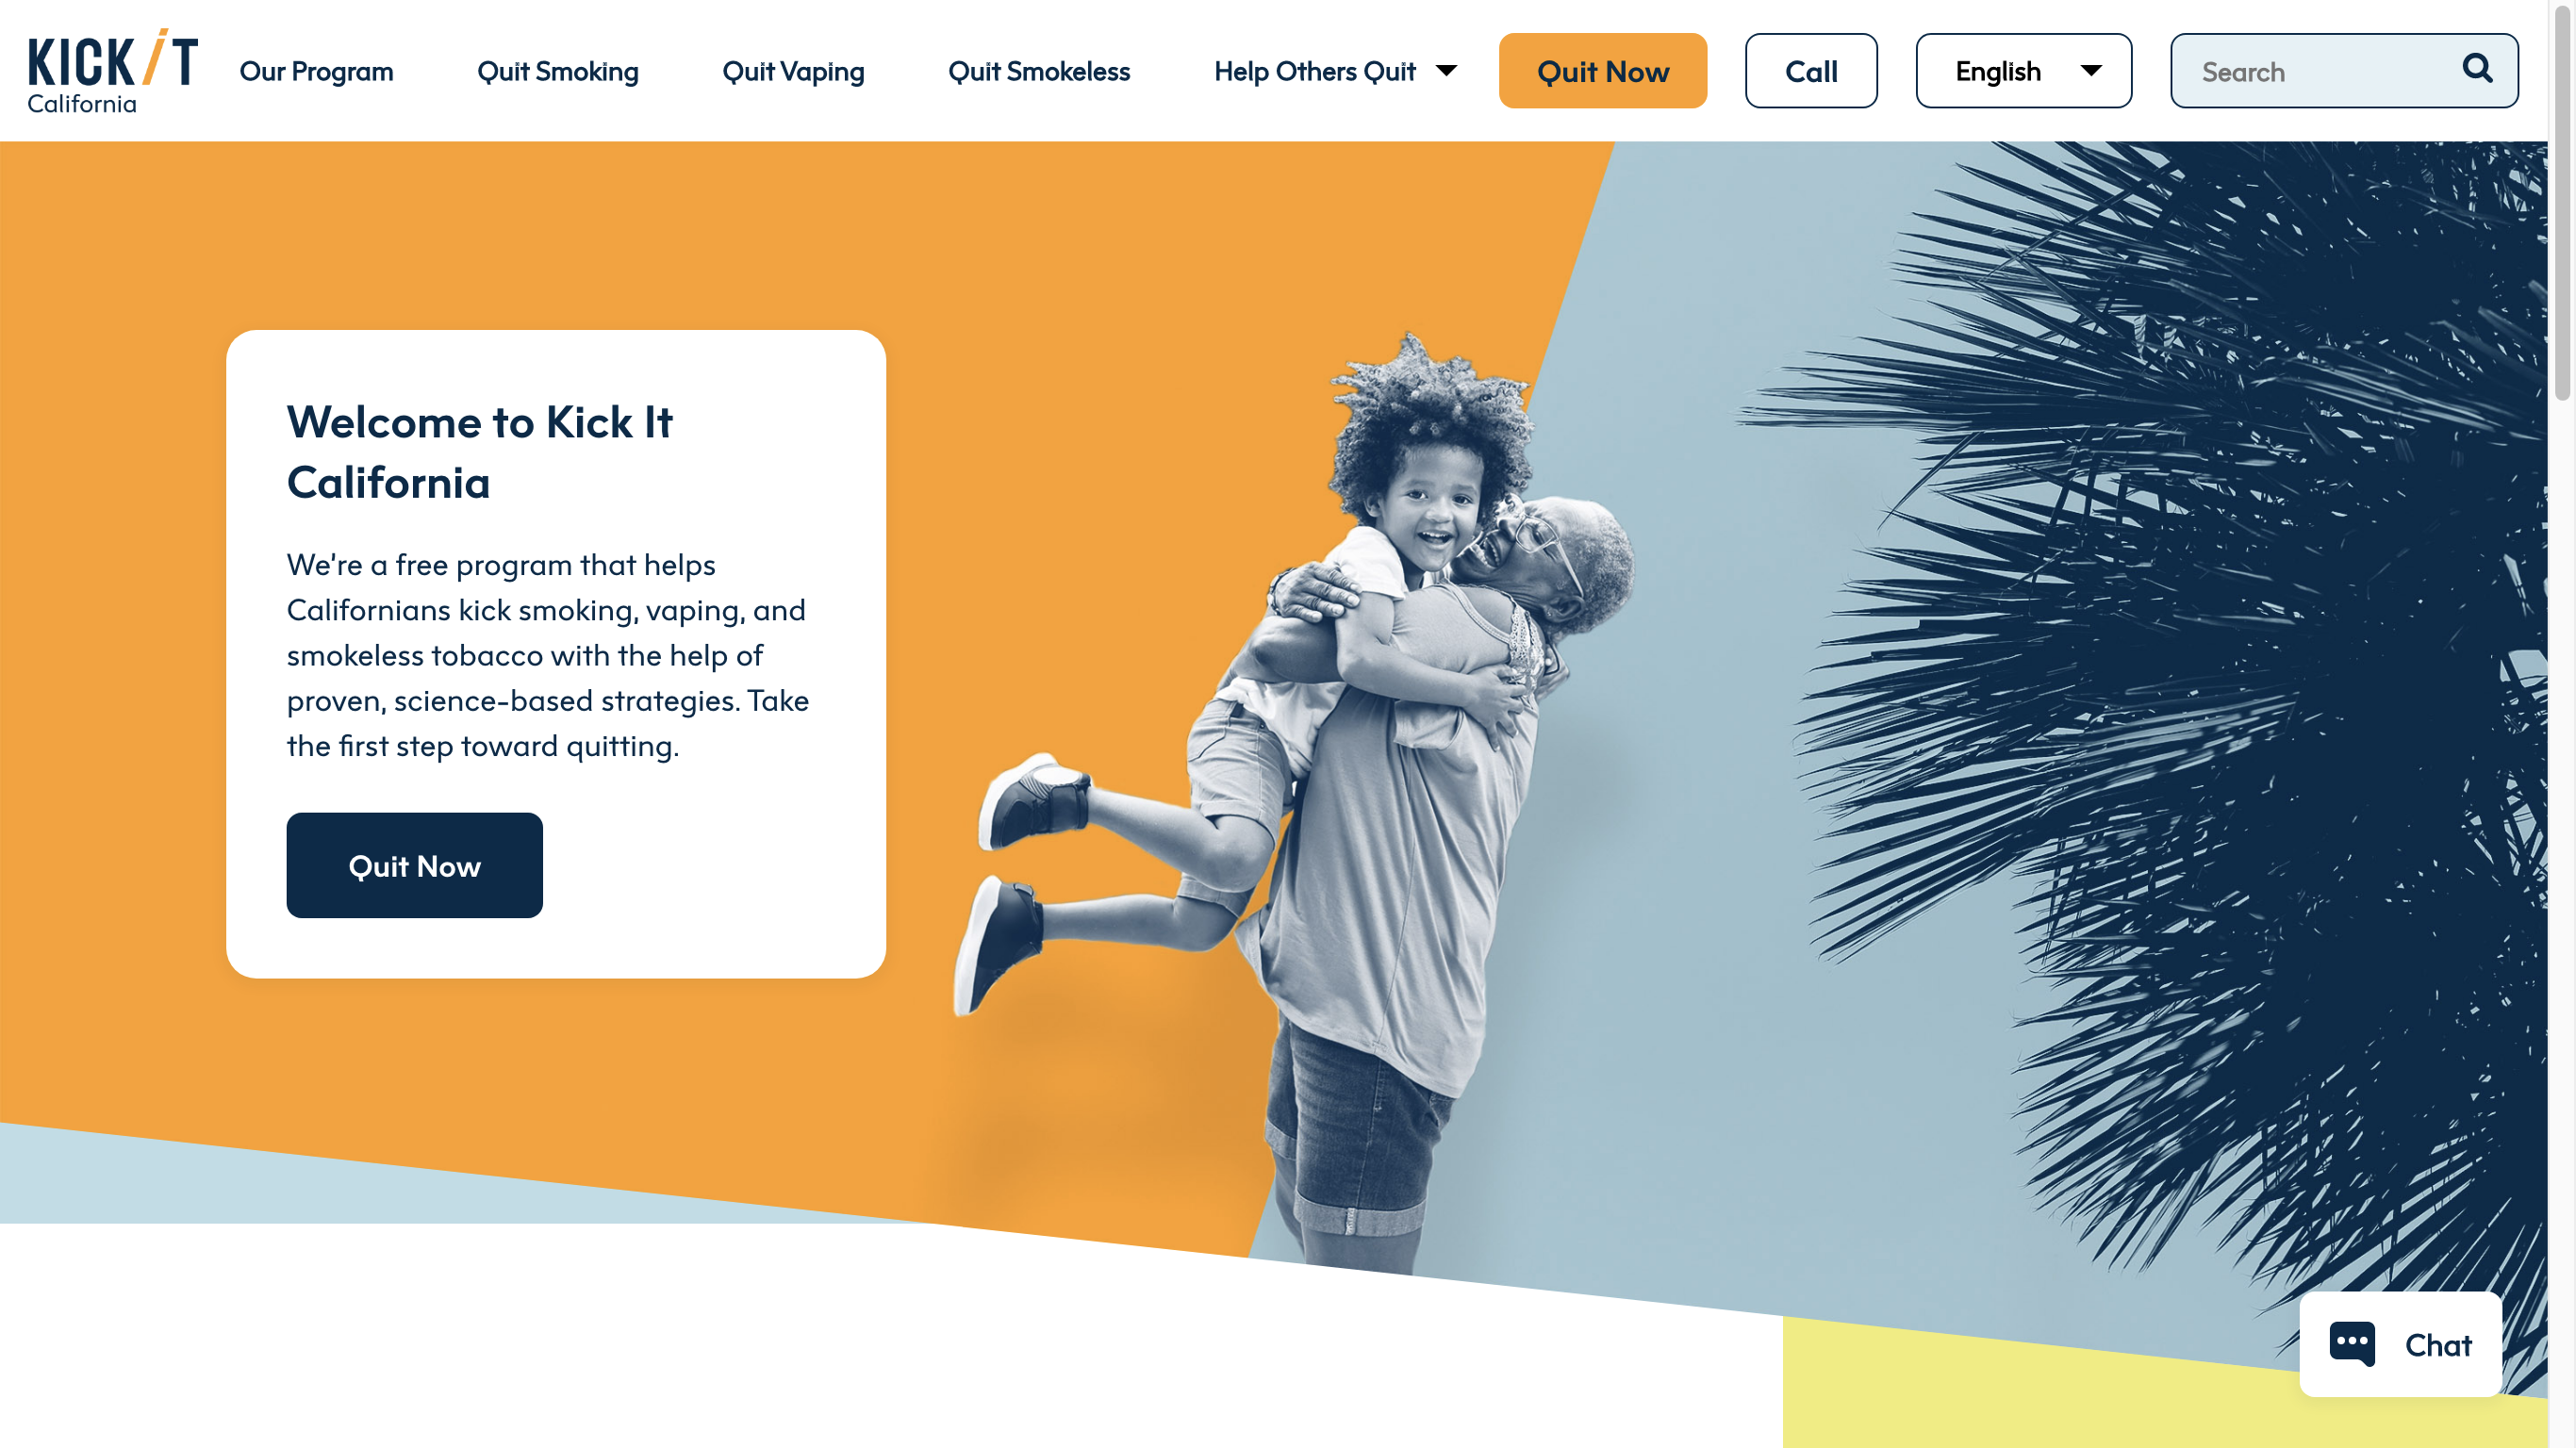 KICK iT
California
Our Program
Quit Smoking
Quit Vaping
Quit Smokeless
Help Others Quit
Quit Now
Call
English
Search
Welcome to Kick It
California
We're a free program that helps
Californians kick smoking, vaping, and
smokeless tobacco with the help of
proven, science-based strategies. Take
the first step toward quitting.
Quit Now
Chat